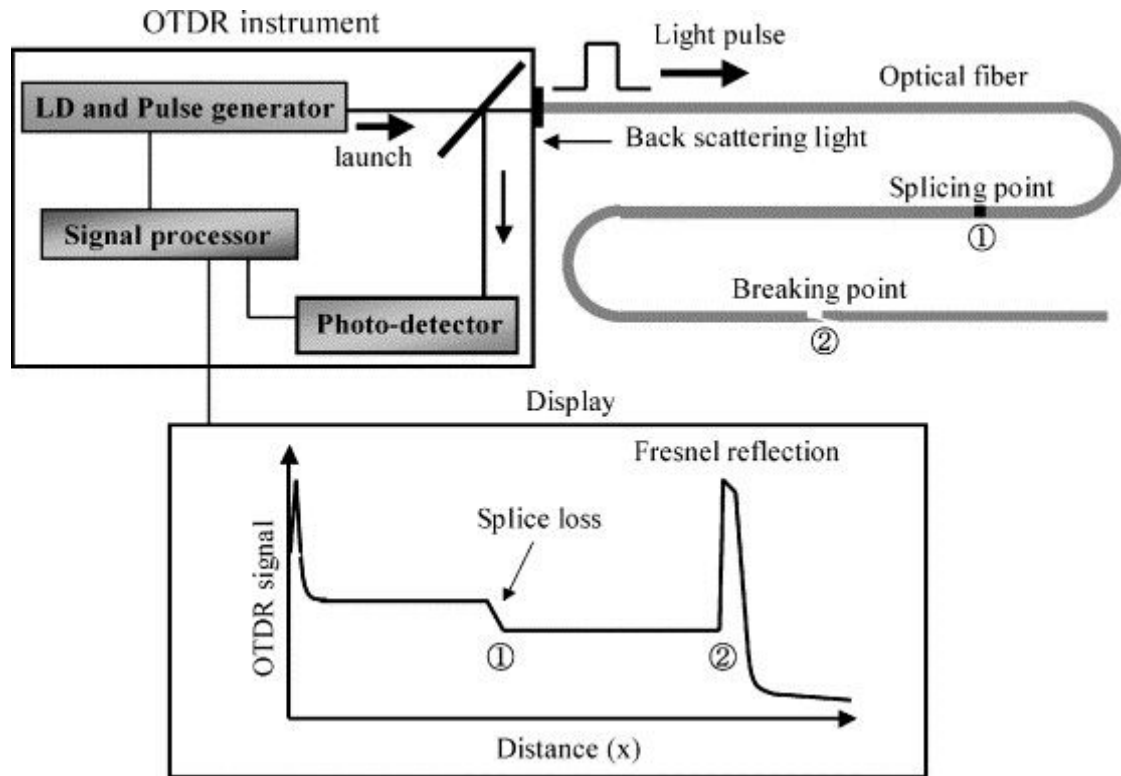 OTDR instrument
Light pulse
Optical fiber
LD and Pulse generator
launch
Back scattering light
Splicing point
①
Signal processor
Photo-detector
Breaking point
②
Display
Fresnel reflection
Splice loss
OTDR signal
①
②
Distance (x)